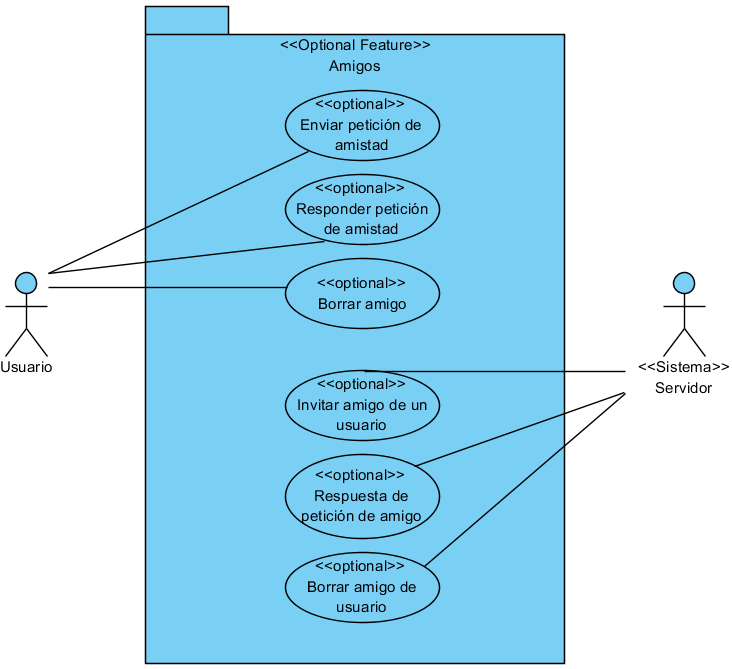 <<Optional Feature>>
Amigos
<<optional>>
Enviar petición de
amistad
<<optional>>
Responder petición
de amistad
<<optional>>
Borrar amigo
Usuario
<<optional>>
Invitar amigo de un
usuario
<<Sistema>>
Servidor
<<optional>>
Respuesta de
petición de amigo
<<optional>>
Borrar amigo de
usuario